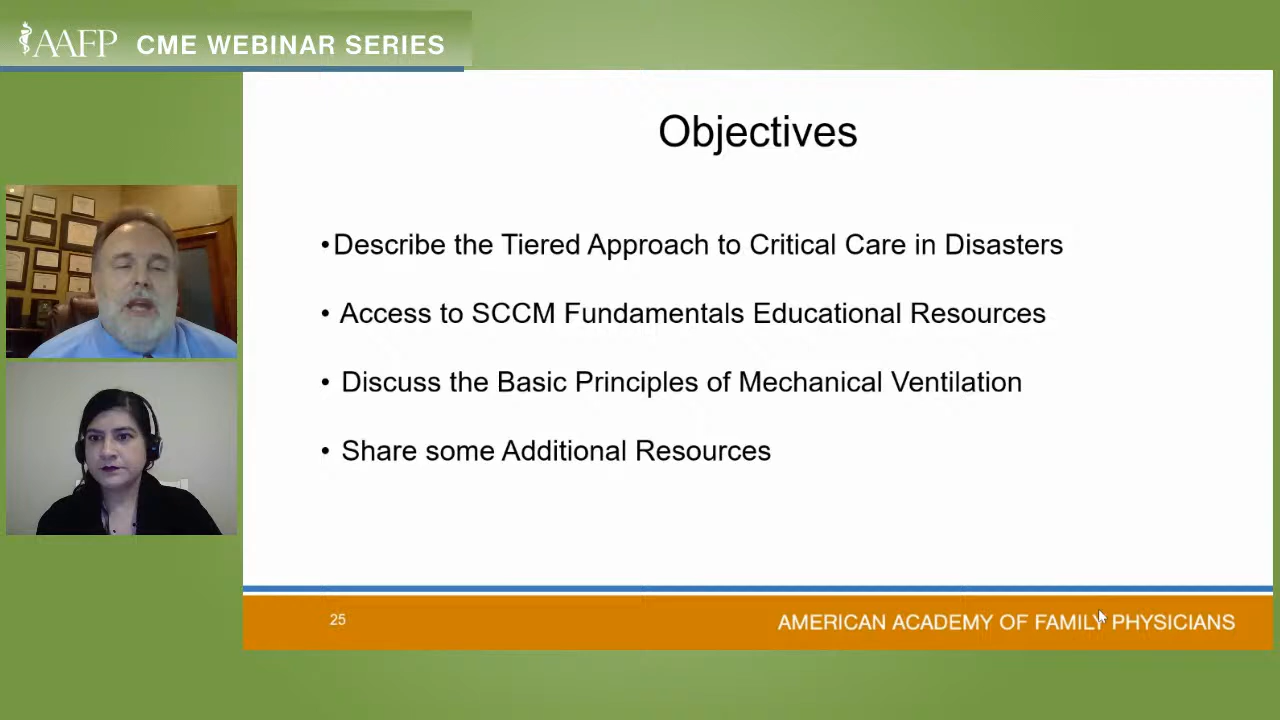 AAFP CME WEBINAR SERIES
Objectives
•Describe the Tiered Approach to Critical Care in Disasters
• Access to SCCM Fundamentals Educational Resources
• Discuss the Basic Principles of Mechanical Ventilation
• Share some Additional Resources
25
AMERICAN ACADEMY OF FAMILY PHYSICIANS